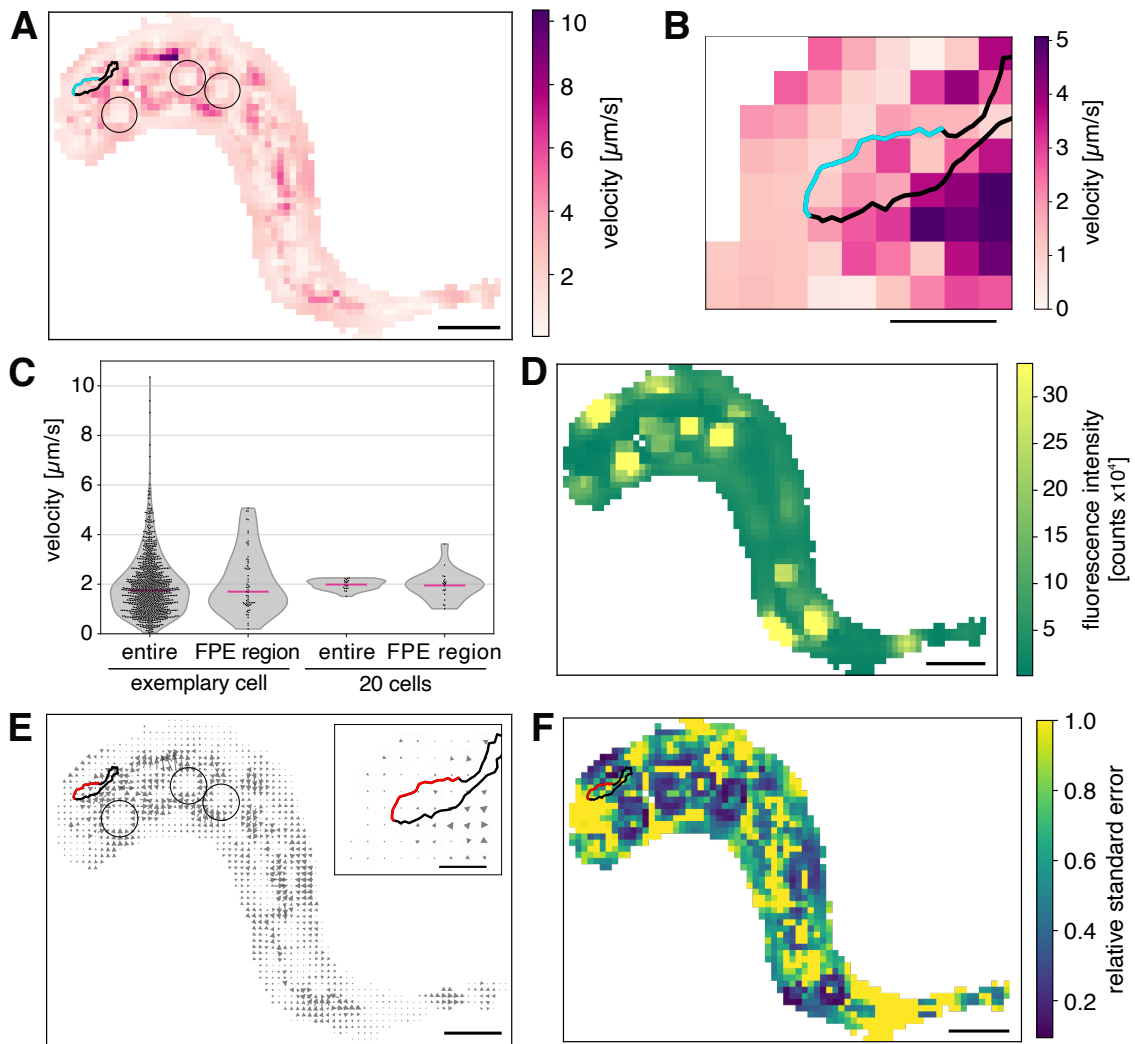 A
10
8
6
4
2
velocity [µm/s]
B
5
4
3
2
1
0
velocity [µm/s]
C
10
8
6
4
2
0
velocity [µm/s]
entire FPE region entire FPE region
exemplary cell 20 cells
D
30
25
20
15
10
5
fluorescence intensity
[counts x10⁴]
E
F
1.0
0.8
0.6
0.4
0.2
relative standard error